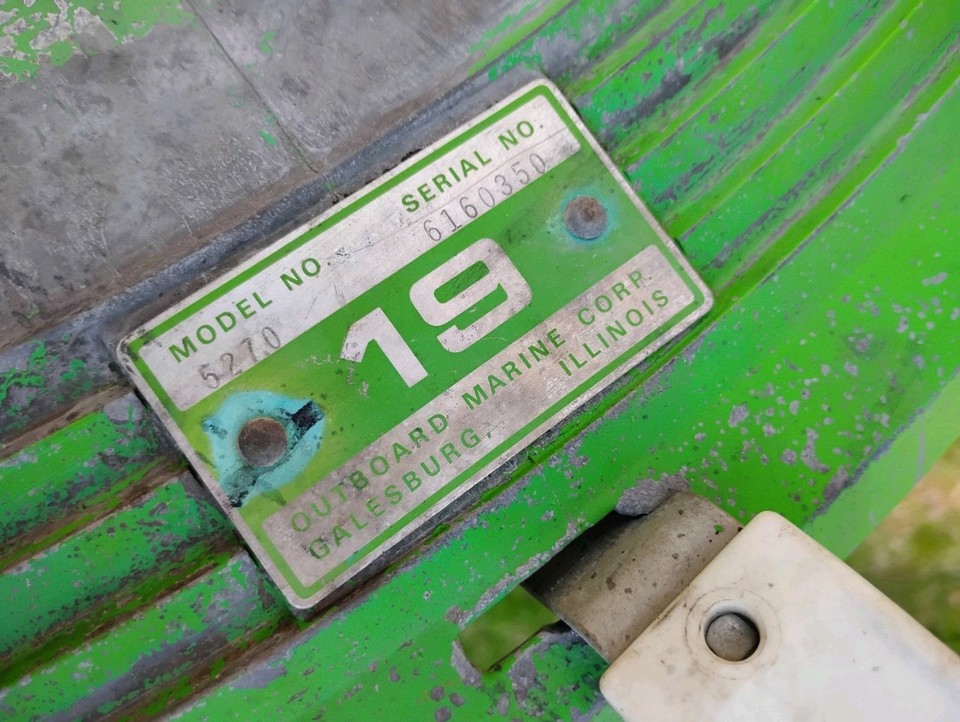 MODEL NO. SERIAL NO.
5270 6160350
19
OUTBOARD MARINE CORP.
GALESBURG, ILLINOIS